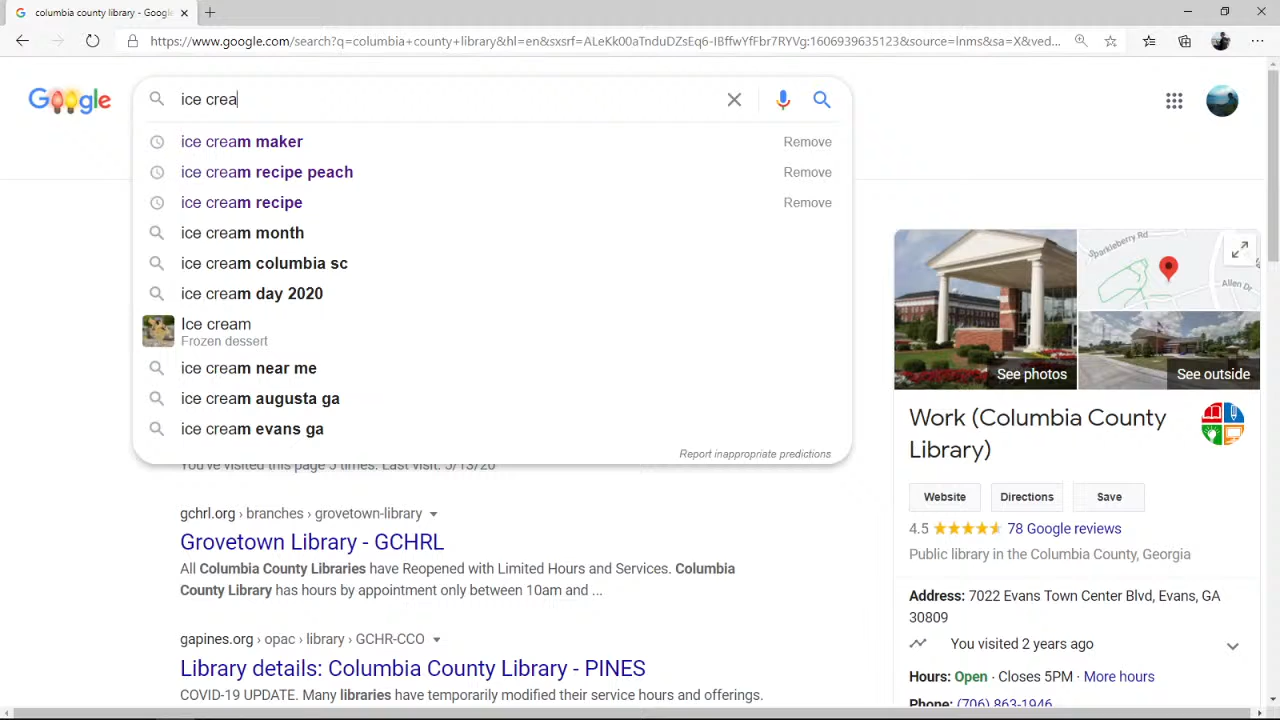 columbia county library - Google
https://www.google.com/search?q=columbia+county+library&hl=en&sxsrf=ALeKk00aTnduDZsEq6-IBffwYfFbr7RYVg:1606939635123&source=lnms&sa=X&ved...
Google
ice crea
ice cream maker Remove
ice cream recipe peach Remove
ice cream recipe Remove
ice cream month
ice cream columbia sc
ice cream day 2020
Ice cream
Frozen dessert
ice cream near me
ice cream augusta ga
ice cream evans ga
Report inappropriate predictions
You've visited this page 5 times. Last visit: 5/13/20
gchrl.org › branches › grovetown-library
Grovetown Library - GCHRL
All Columbia County Libraries have Reopened with Limited Hours and Services. Columbia
County Library has hours by appointment only between 10am and ...
gapines.org › opac › library › GCHR-CCO
Library details: Columbia County Library - PINES
COVID-19 UPDATE. Many libraries have temporarily modified their service hours and offerings.
Sparkleberry Rd
Allen Dr
See photos
See outside
Work (Columbia County
Library)
Website Directions Save
4.5 78 Google reviews
Public library in the Columbia County, Georgia
Address: 7022 Evans Town Center Blvd, Evans, GA
30809
You visited 2 years ago
Hours: Open · Closes 5PM · More hours
Phone: (706) 863-1946